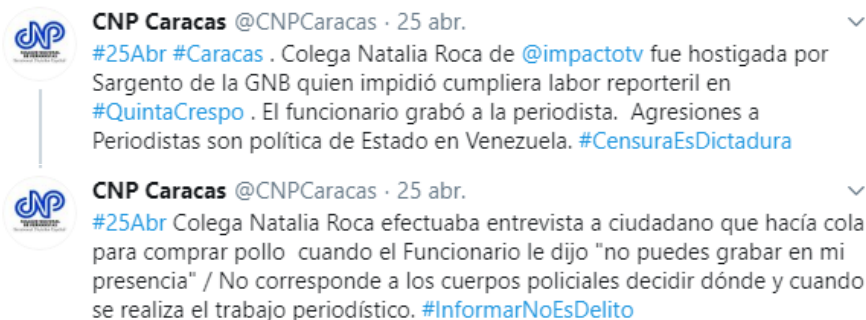 CNP Caracas @CNPCaracas · 25 abr.
#25Abr #Caracas . Colega Natalia Roca de @impactotv fue hostigada por
Sargento de la GNB quien impidió cumpliera labor reporteril en
#QuintaCrespo . El funcionario grabó a la periodista.  Agresiones a
Periodistas son política de Estado en Venezuela. #CensuraEsDictadura
CNP Caracas @CNPCaracas · 25 abr.
#25Abr Colega Natalia Roca efectuaba entrevista a ciudadano que hacía cola
para comprar pollo  cuando el Funcionario le dijo "no puedes grabar en mi
presencia" / No corresponde a los cuerpos policiales decidir dónde y cuando
se realiza el trabajo periodístico. #InformarNoEsDelito